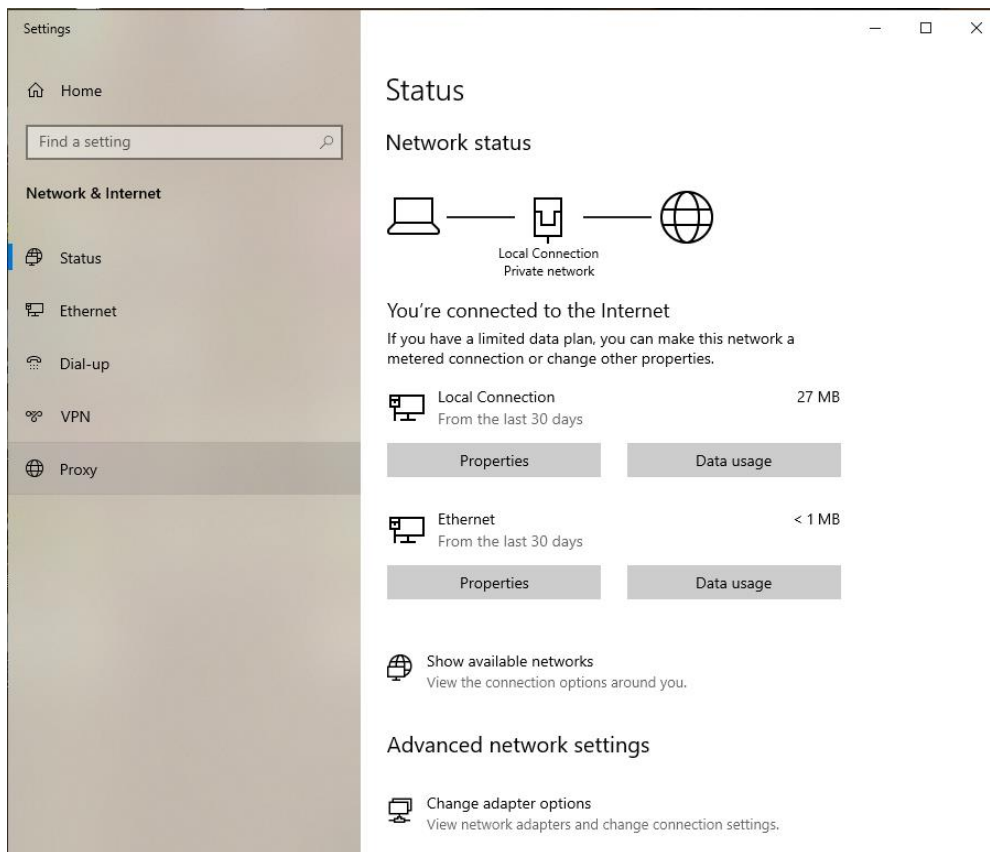 Settings
Home
Find a setting
Network & Internet
Status
Ethernet
Dial-up
VPN
Proxy
Status
Network status
Local Connection
Private network
You're connected to the Internet
If you have a limited data plan, you can make this network a
metered connection or change other properties.
Local Connection 27 MB
From the last 30 days
Properties Data usage
Ethernet < 1 MB
From the last 30 days
Properties Data usage
Show available networks
View the connection options around you.
Advanced network settings
Change adapter options
View network adapters and change connection settings.